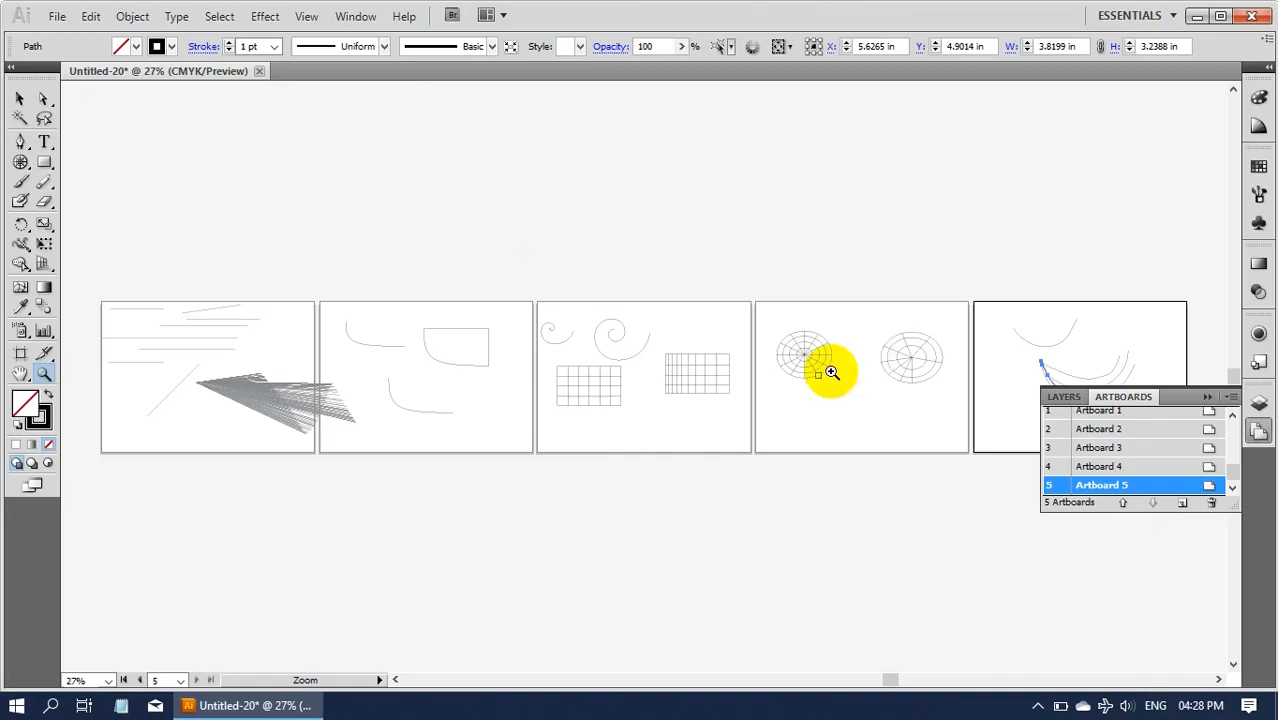 Ai File Edit Object Type Select Effect View Window Help Br ESSENTIALS
Path Stroke: 1 pt Uniform Basic Style: Opacity: 100 % X: 5.6265 in Y: 4.9014 in W: 3.8199 in H: 3.2388 in
Untitled-20* @ 27% (CMYK/Preview)
T
LAYERS ARTBOARDS
1 Artboard 1
2 Artboard 2
3 Artboard 3
4 Artboard 4
5 Artboard 5
5 Artboards
27% 5 Zoom
Ai Untitled-20* @ 27% (... ENG 04:28 PM